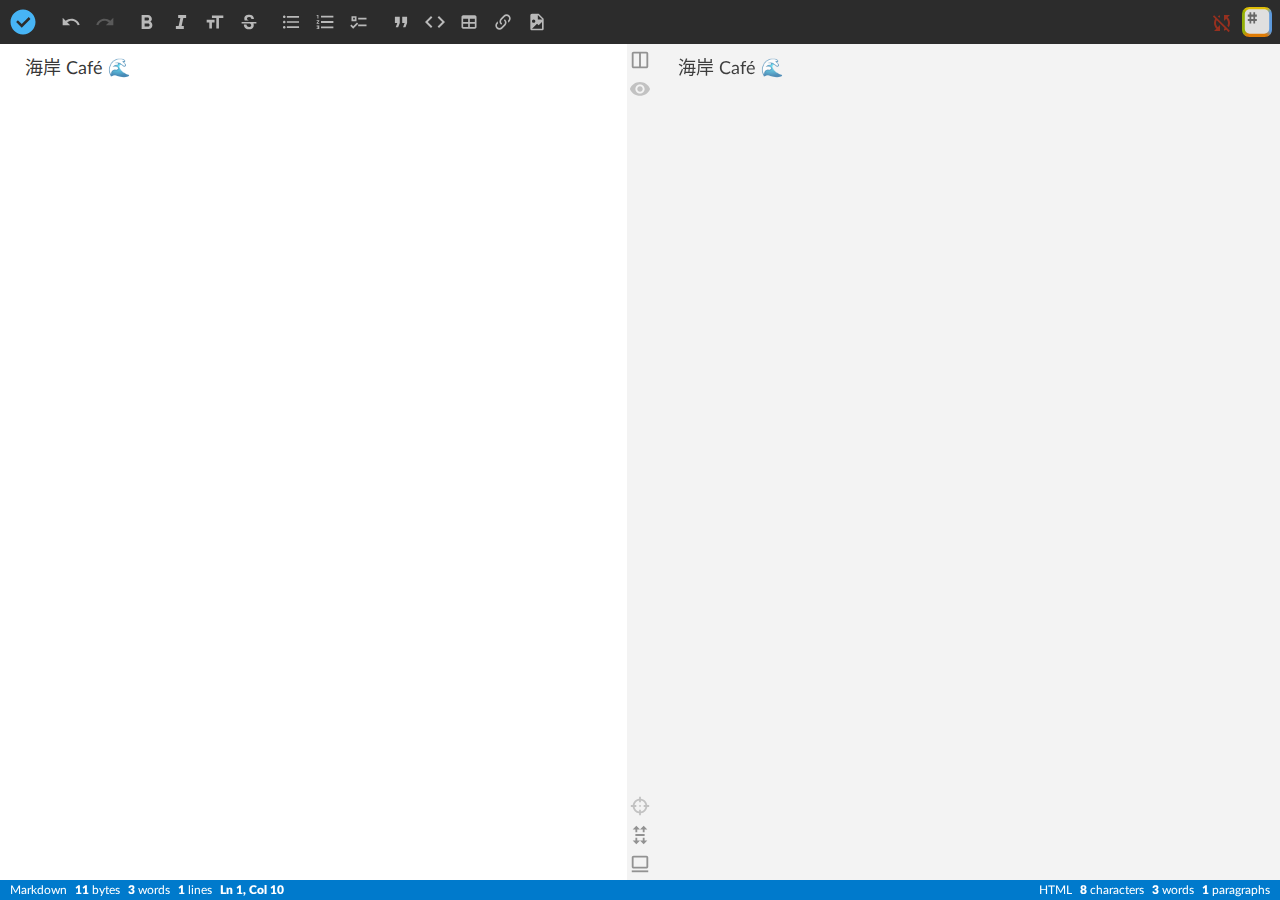 海岸 Café 🌊
海岸 Café 🌊
Markdown 11 bytes 3 words 1 lines Ln 1, Col 10
HTML 8 characters 3 words 1 paragraphs